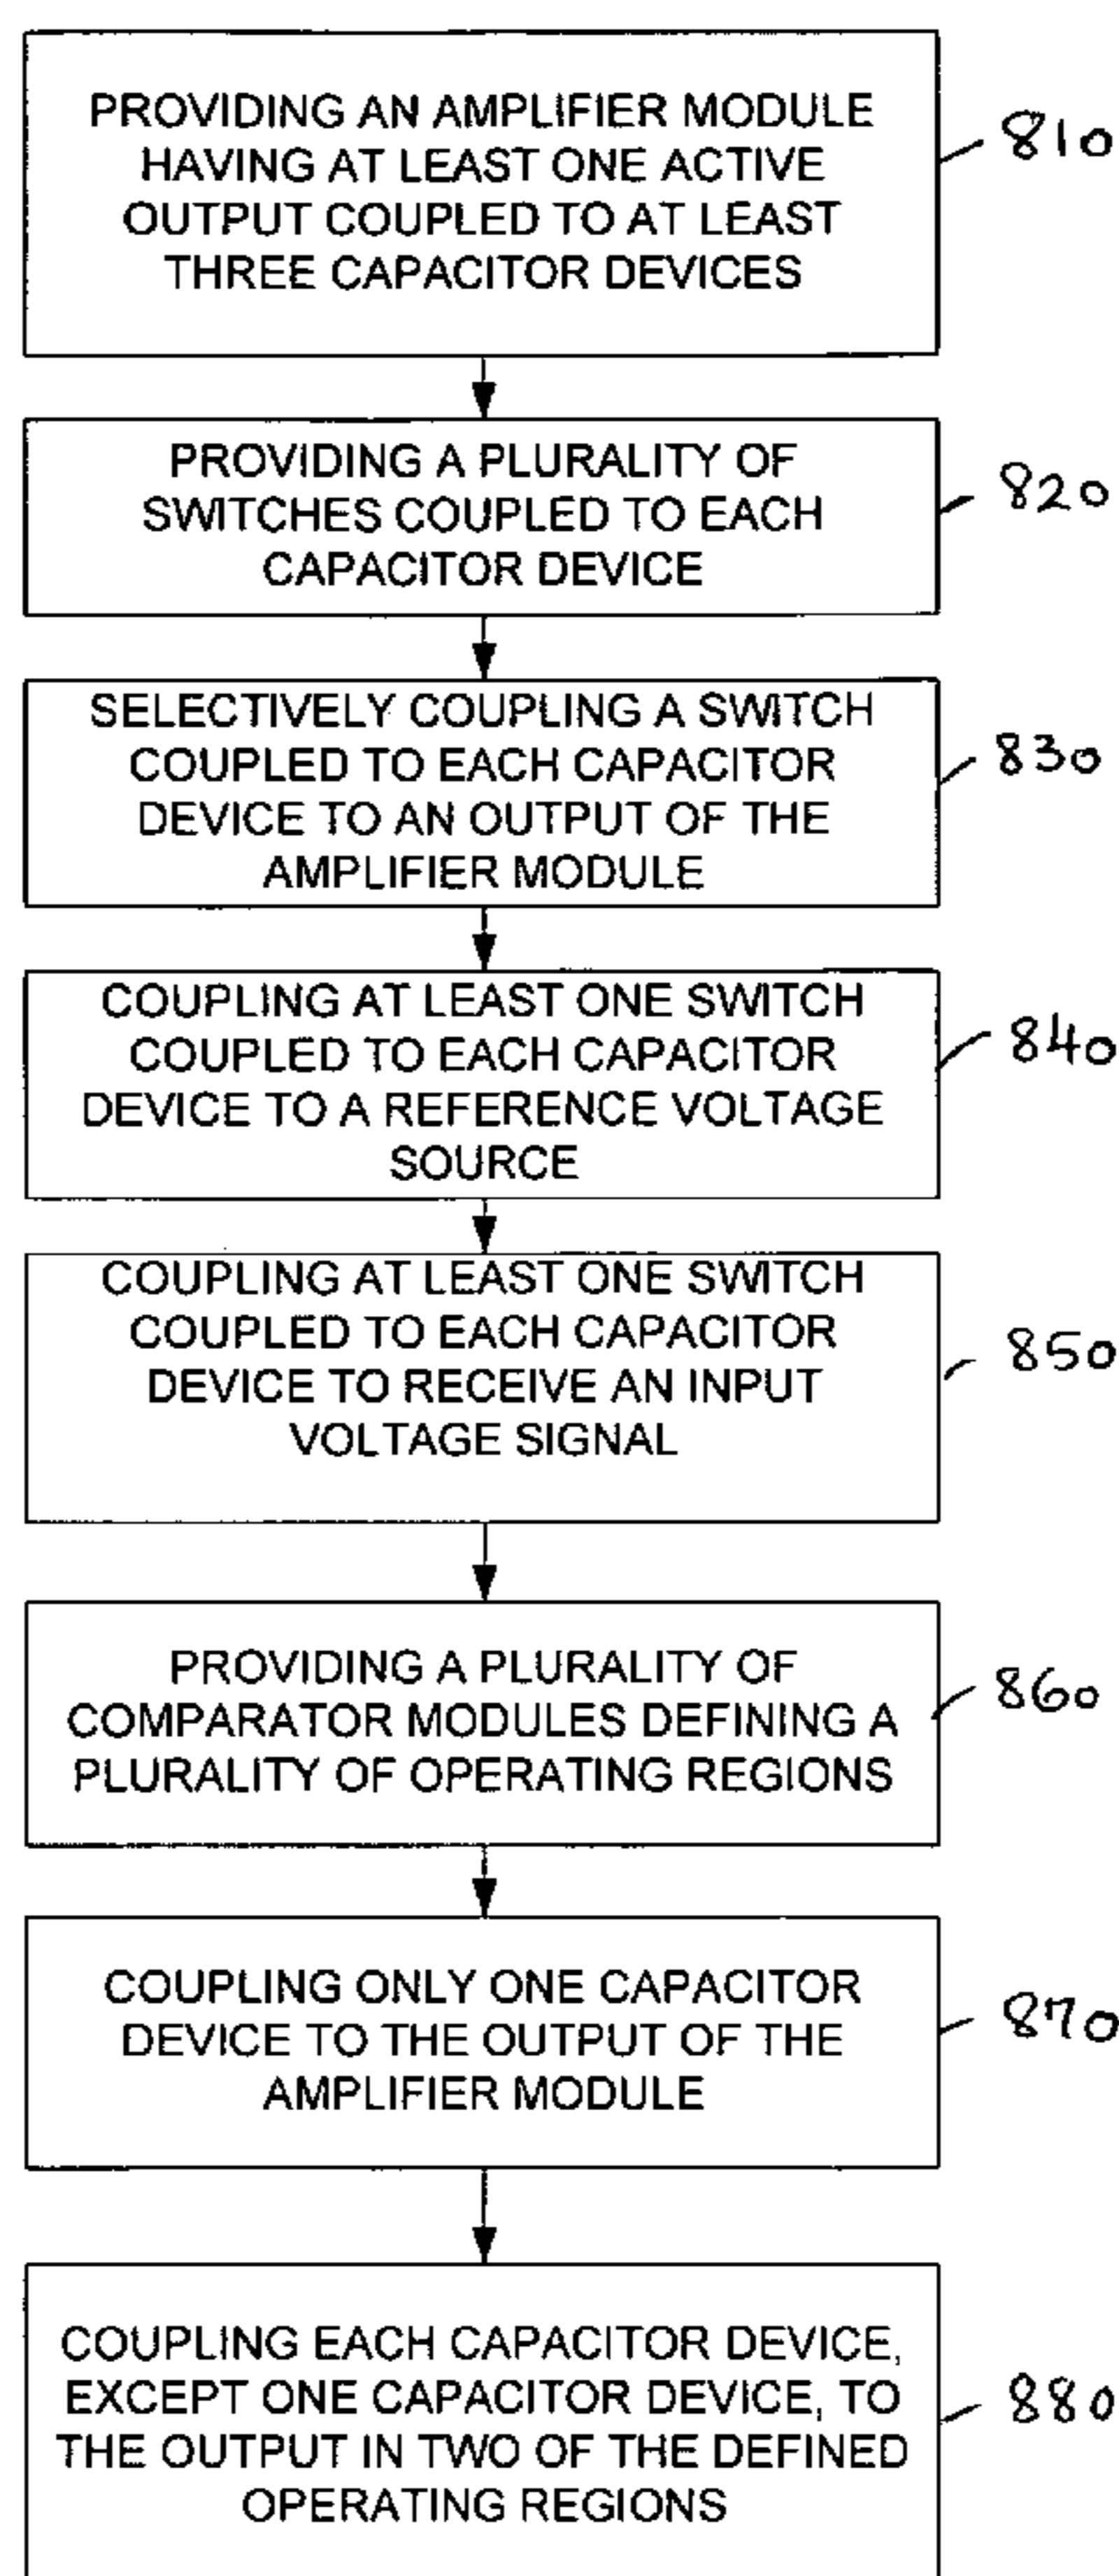 PROVIDING AN AMPLIFIER MODULE
HAVING AT LEAST ONE ACTIVE
OUTPUT COUPLED TO AT LEAST
THREE CAPACITOR DEVICES
810
PROVIDING A PLURALITY OF
SWITCHES COUPLED TO EACH
CAPACITOR DEVICE
820
SELECTIVELY COUPLING A SWITCH
COUPLED TO EACH CAPACITOR
DEVICE TO AN OUTPUT OF THE
AMPLIFIER MODULE
830
COUPLING AT LEAST ONE SWITCH
COUPLED TO EACH CAPACITOR
DEVICE TO A REFERENCE VOLTAGE
SOURCE
840
COUPLING AT LEAST ONE SWITCH
COUPLED TO EACH CAPACITOR
DEVICE TO RECEIVE AN INPUT
VOLTAGE SIGNAL
850
PROVIDING A PLURALITY OF
COMPARATOR MODULES DEFINING A
PLURALITY OF OPERATING REGIONS
860
COUPLING ONLY ONE CAPACITOR
DEVICE TO THE OUTPUT OF THE
AMPLIFIER MODULE
870
COUPLING EACH CAPACITOR DEVICE,
EXCEPT ONE CAPACITOR DEVICE, TO
THE OUTPUT IN TWO OF THE DEFINED
OPERATING REGIONS
880